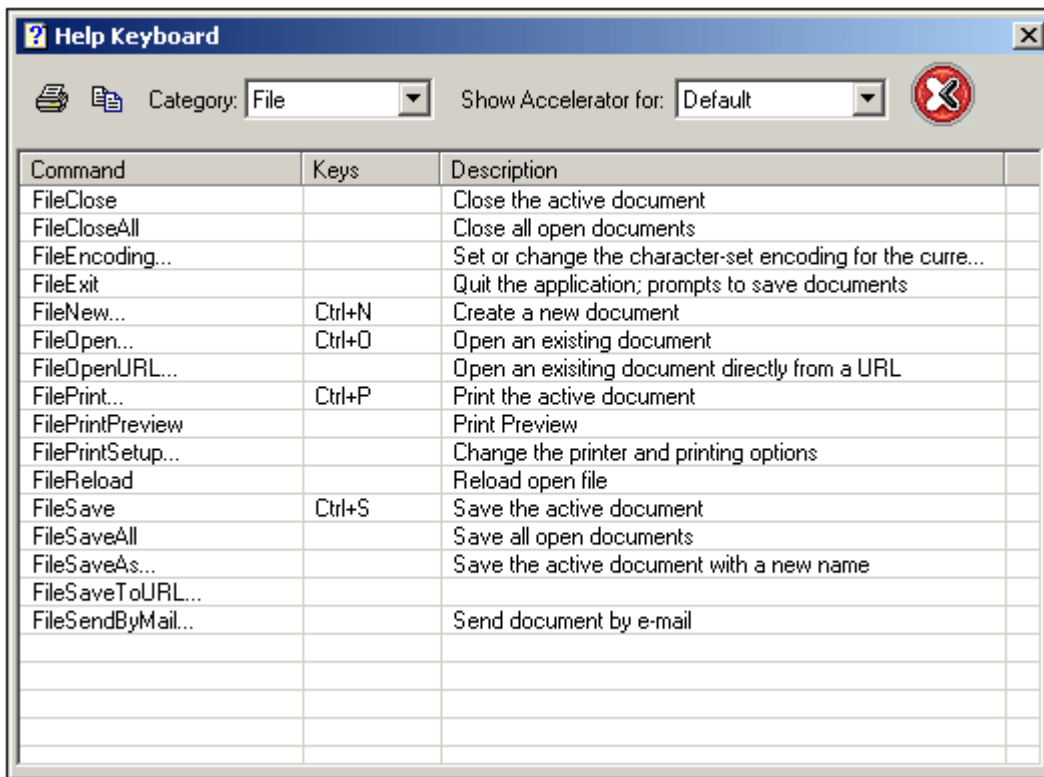 Help Keyboard
Category: File Show Accelerator for: Default
Command Keys Description
FileClose Close the active document
FileCloseAll Close all open documents
FileEncoding... Set or change the character-set encoding for the curre...
FileExit Quit the application; prompts to save documents
FileNew... Ctrl+N Create a new document
FileOpen... Ctrl+O Open an existing document
FileOpenURL... Open an exisiting document directly from a URL
FilePrint... Ctrl+P Print the active document
FilePrintPreview Print Preview
FilePrintSetup... Change the printer and printing options
FileReload Reload open file
FileSave Ctrl+S Save the active document
FileSaveAll Save all open documents
FileSaveAs... Save the active document with a new name
FileSaveToURL...
FileSendByMail... Send document by e-mail